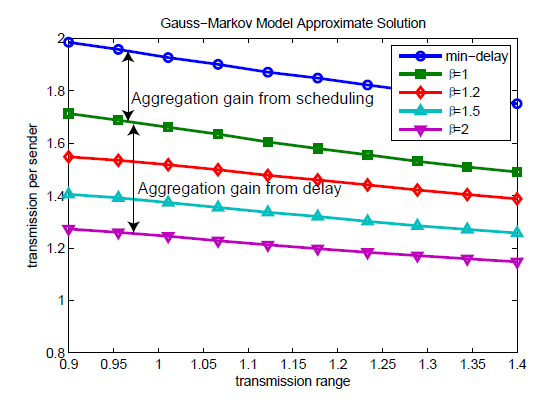 Gauss-Markov Model Approximate Solution
transmission per sender
2
1.8
1.6
1.4
1.2
1
0.8
min-delay
β=1
β=1.2
β=1.5
β=2
Aggregation gain from scheduling
Aggregation gain from delay
0.9 0.95 1 1.05 1.1 1.15 1.2 1.25 1.3 1.35 1.4
transmission range